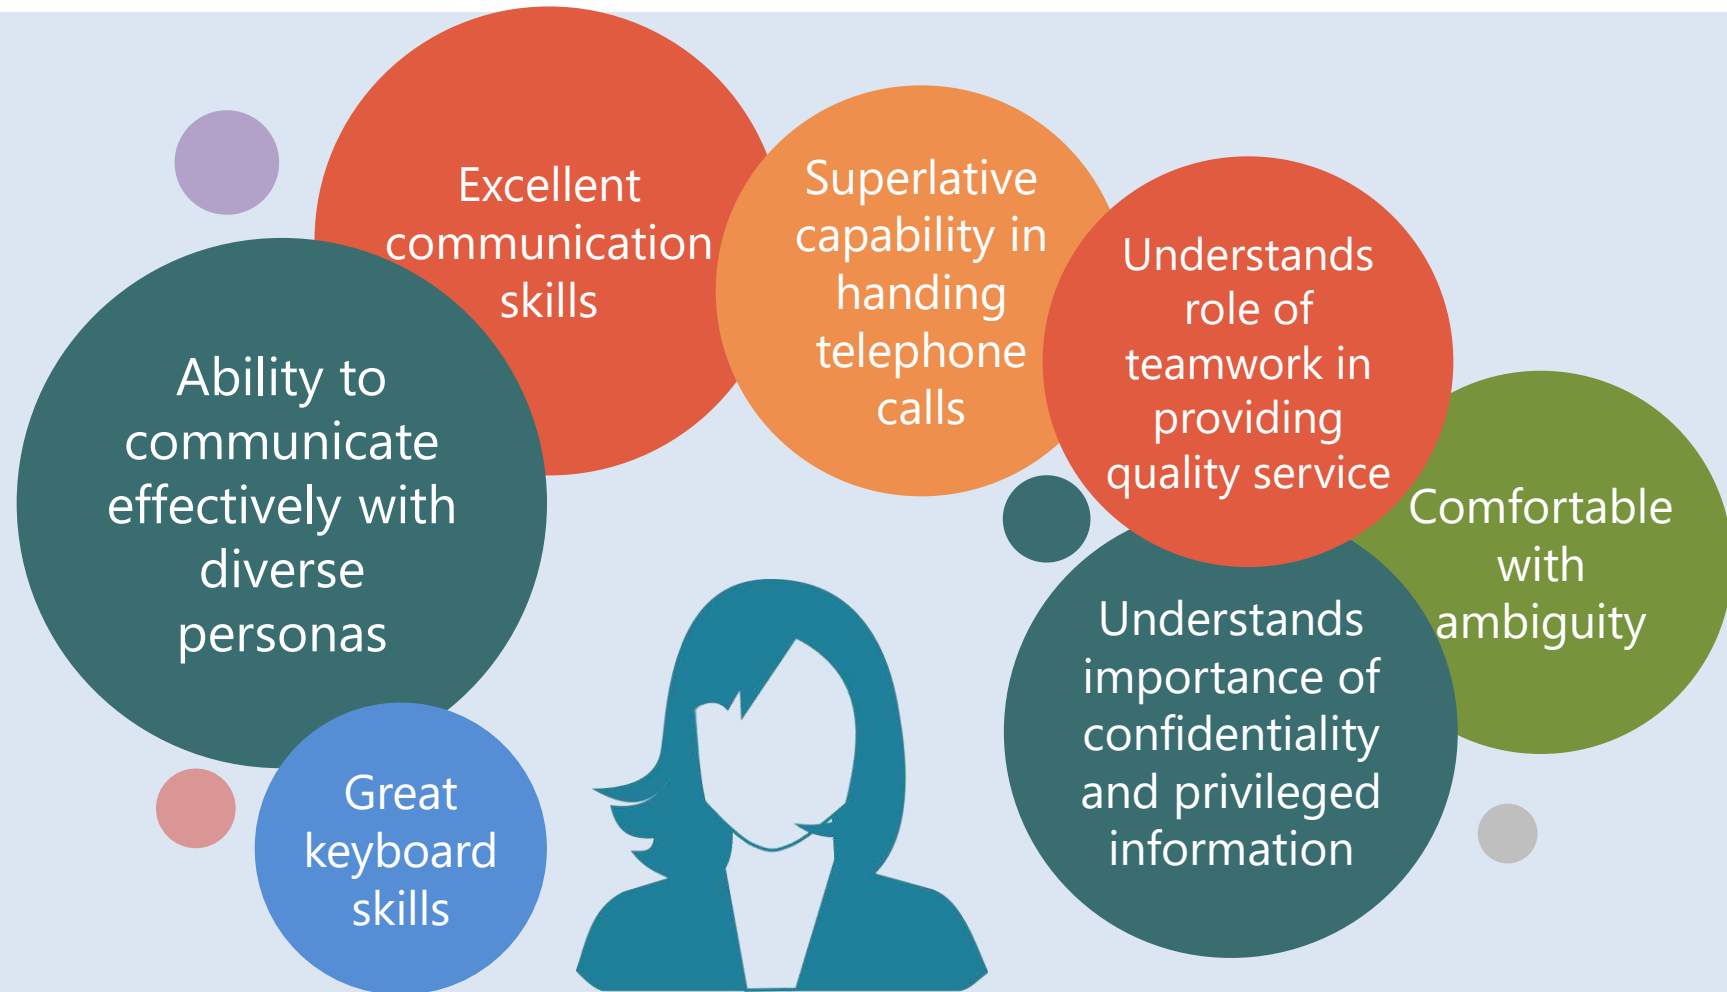 Excellent
communication
skills
Superlative
capability in
handing
telephone
calls
Understands
role of
teamwork in
providing
quality service
Ability to
communicate
effectively with
diverse
personas
Comfortable
with
ambiguity
Understands
importance of
confidentiality
and privileged
information
Great
keyboard
skills